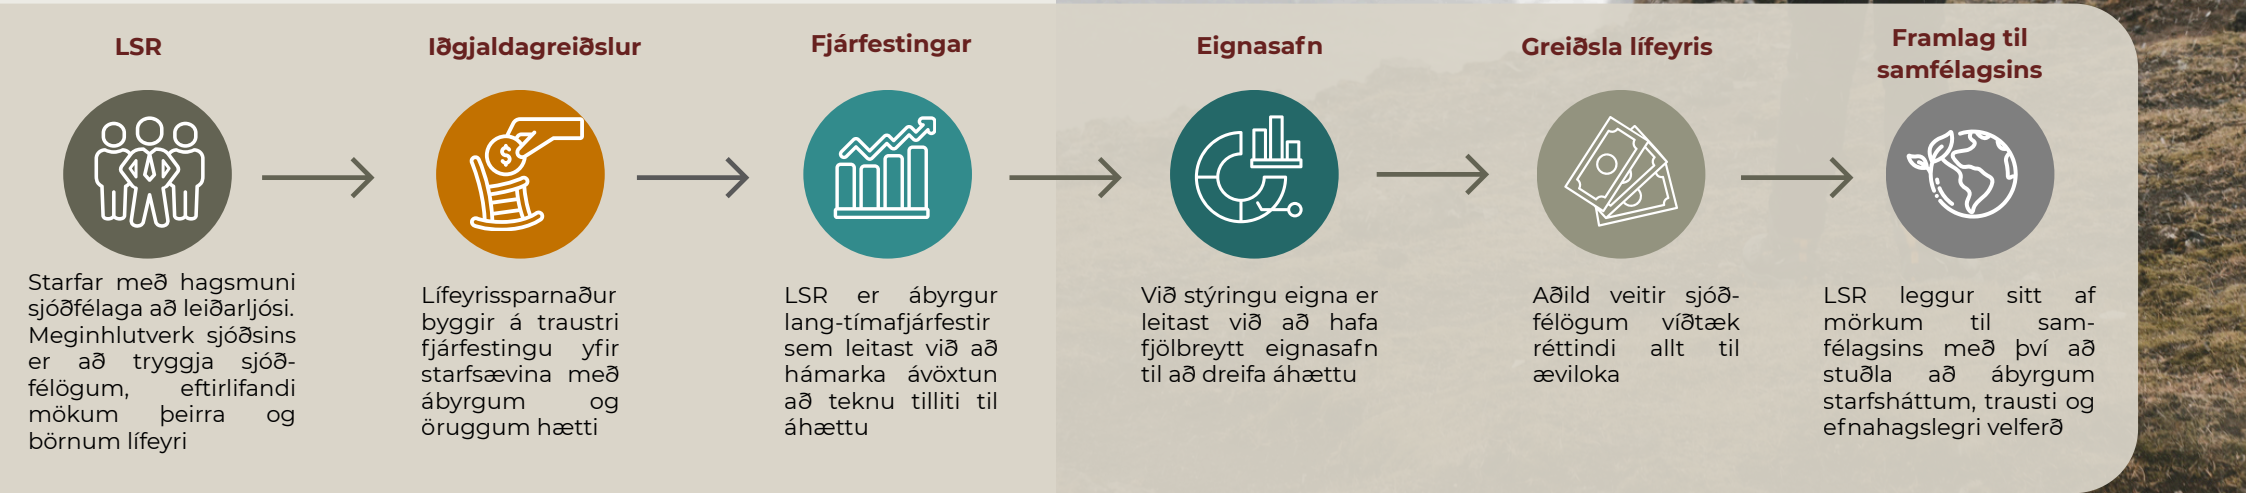 LSR
Starfar með hagsmuni
sjóðfélaga að leiðarljósi.
Meginhlutverk sjóðsins
er að tryggja sjóð-
félögum, eftirlifandi
mökum þeirra og
börnum lífeyri
Iðgjaldagreiðslur
$
Lífeyrissparnaður
byggir á traustri
fjárfestingu yfir
starfsævina með
ábyrgum og
öruggum hætti
Fjárfestingar
LSR er ábyrgur
lang-tímafjárfestir
sem leitast við að
hámarka ávöxtun
að teknu tilliti til
áhættu
Eignasafn
Við stýringu eigna er
leitast við að hafa
fjölbreytt eignasafn
til að dreifa áhættu
Greiðsla lífeyris
Aðild veitir sjóð-
félögum víðtæk
réttindi allt til
æviloka
Framlag til
samfélagsins
LSR leggur sitt af
mörkum til sam-
félagsins með því að
stuðla að ábyrgum
starfsháttum, trausti og
efnahagslegri velferð